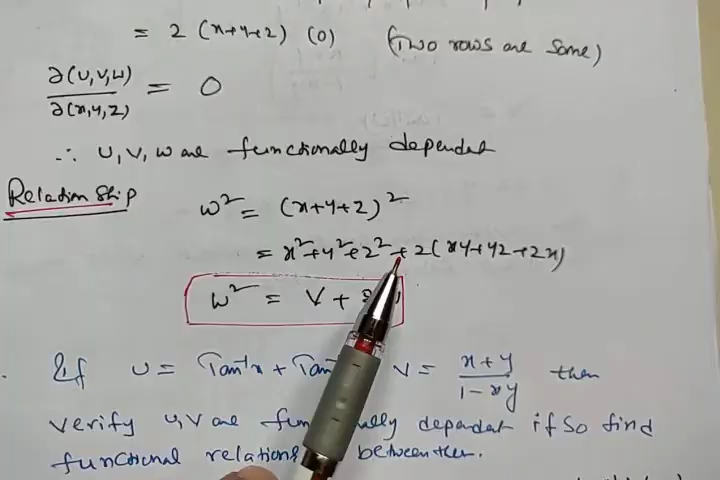 = 2 (x+y+z) (0) (Two rows are same)
∂(u,v,w)/∂(x,y,z) = 0
∴ u, v, w are functionally dependent
Relation Ship w² = (x+y+z)²
= x²+y²+z²+2(xy+yz+zx)
w² = v +
If u = Tan⁻¹x + Tan⁻¹ v = x+y/1-xy then
verify u,v are dependent if so find
functional between them.